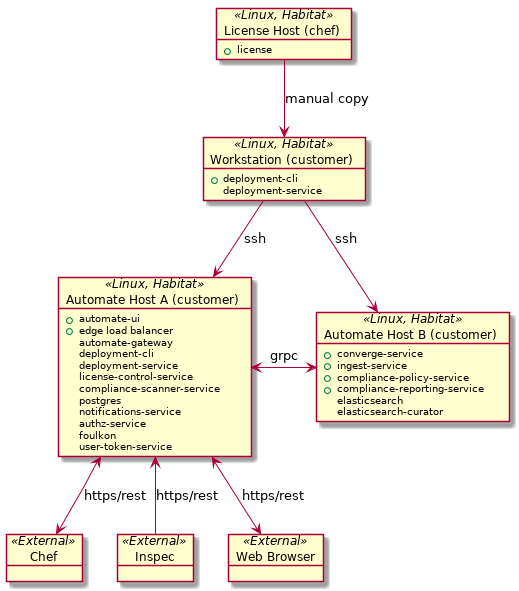 «Linux, Habitat»
License Host (chef)
license
manual copy
«Linux, Habitat»
Workstation (customer)
deployment-cli
deployment-service
ssh
ssh
«Linux, Habitat»
Automate Host A (customer)
automate-ui
edge load balancer
automate-gateway
deployment-cli
deployment-service
license-control-service
compliance-scanner-service
postgres
notifications-service
authz-service
foulkon
user-token-service
grpc
«Linux, Habitat»
Automate Host B (customer)
converge-service
ingest-service
compliance-policy-service
compliance-reporting-service
elasticsearch
elasticsearch-curator
https/rest
https/rest
https/rest
«External»
Chef
«External»
Inspec
«External»
Web Browser